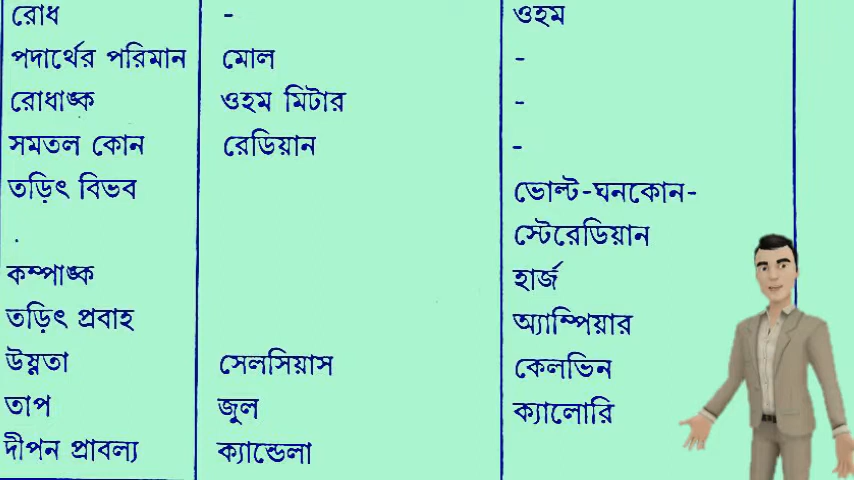 রোধ - ওহম
পদার্থের পরিমান মোল -
রোধাঙ্ক ওহম মিটার -
সমতল কোন রেডিয়ান -
তড়িৎ বিভব ভোল্ট-ঘনকোন-
স্টেরেডিয়ান
কম্পাঙ্ক হার্জ
তড়িৎ প্রবাহ অ্যাম্পিয়ার
উষ্ণতা সেলসিয়াস কেলভিন
তাপ জুল ক্যালোরি
দীপন প্রাবল্য ক্যান্ডেলা